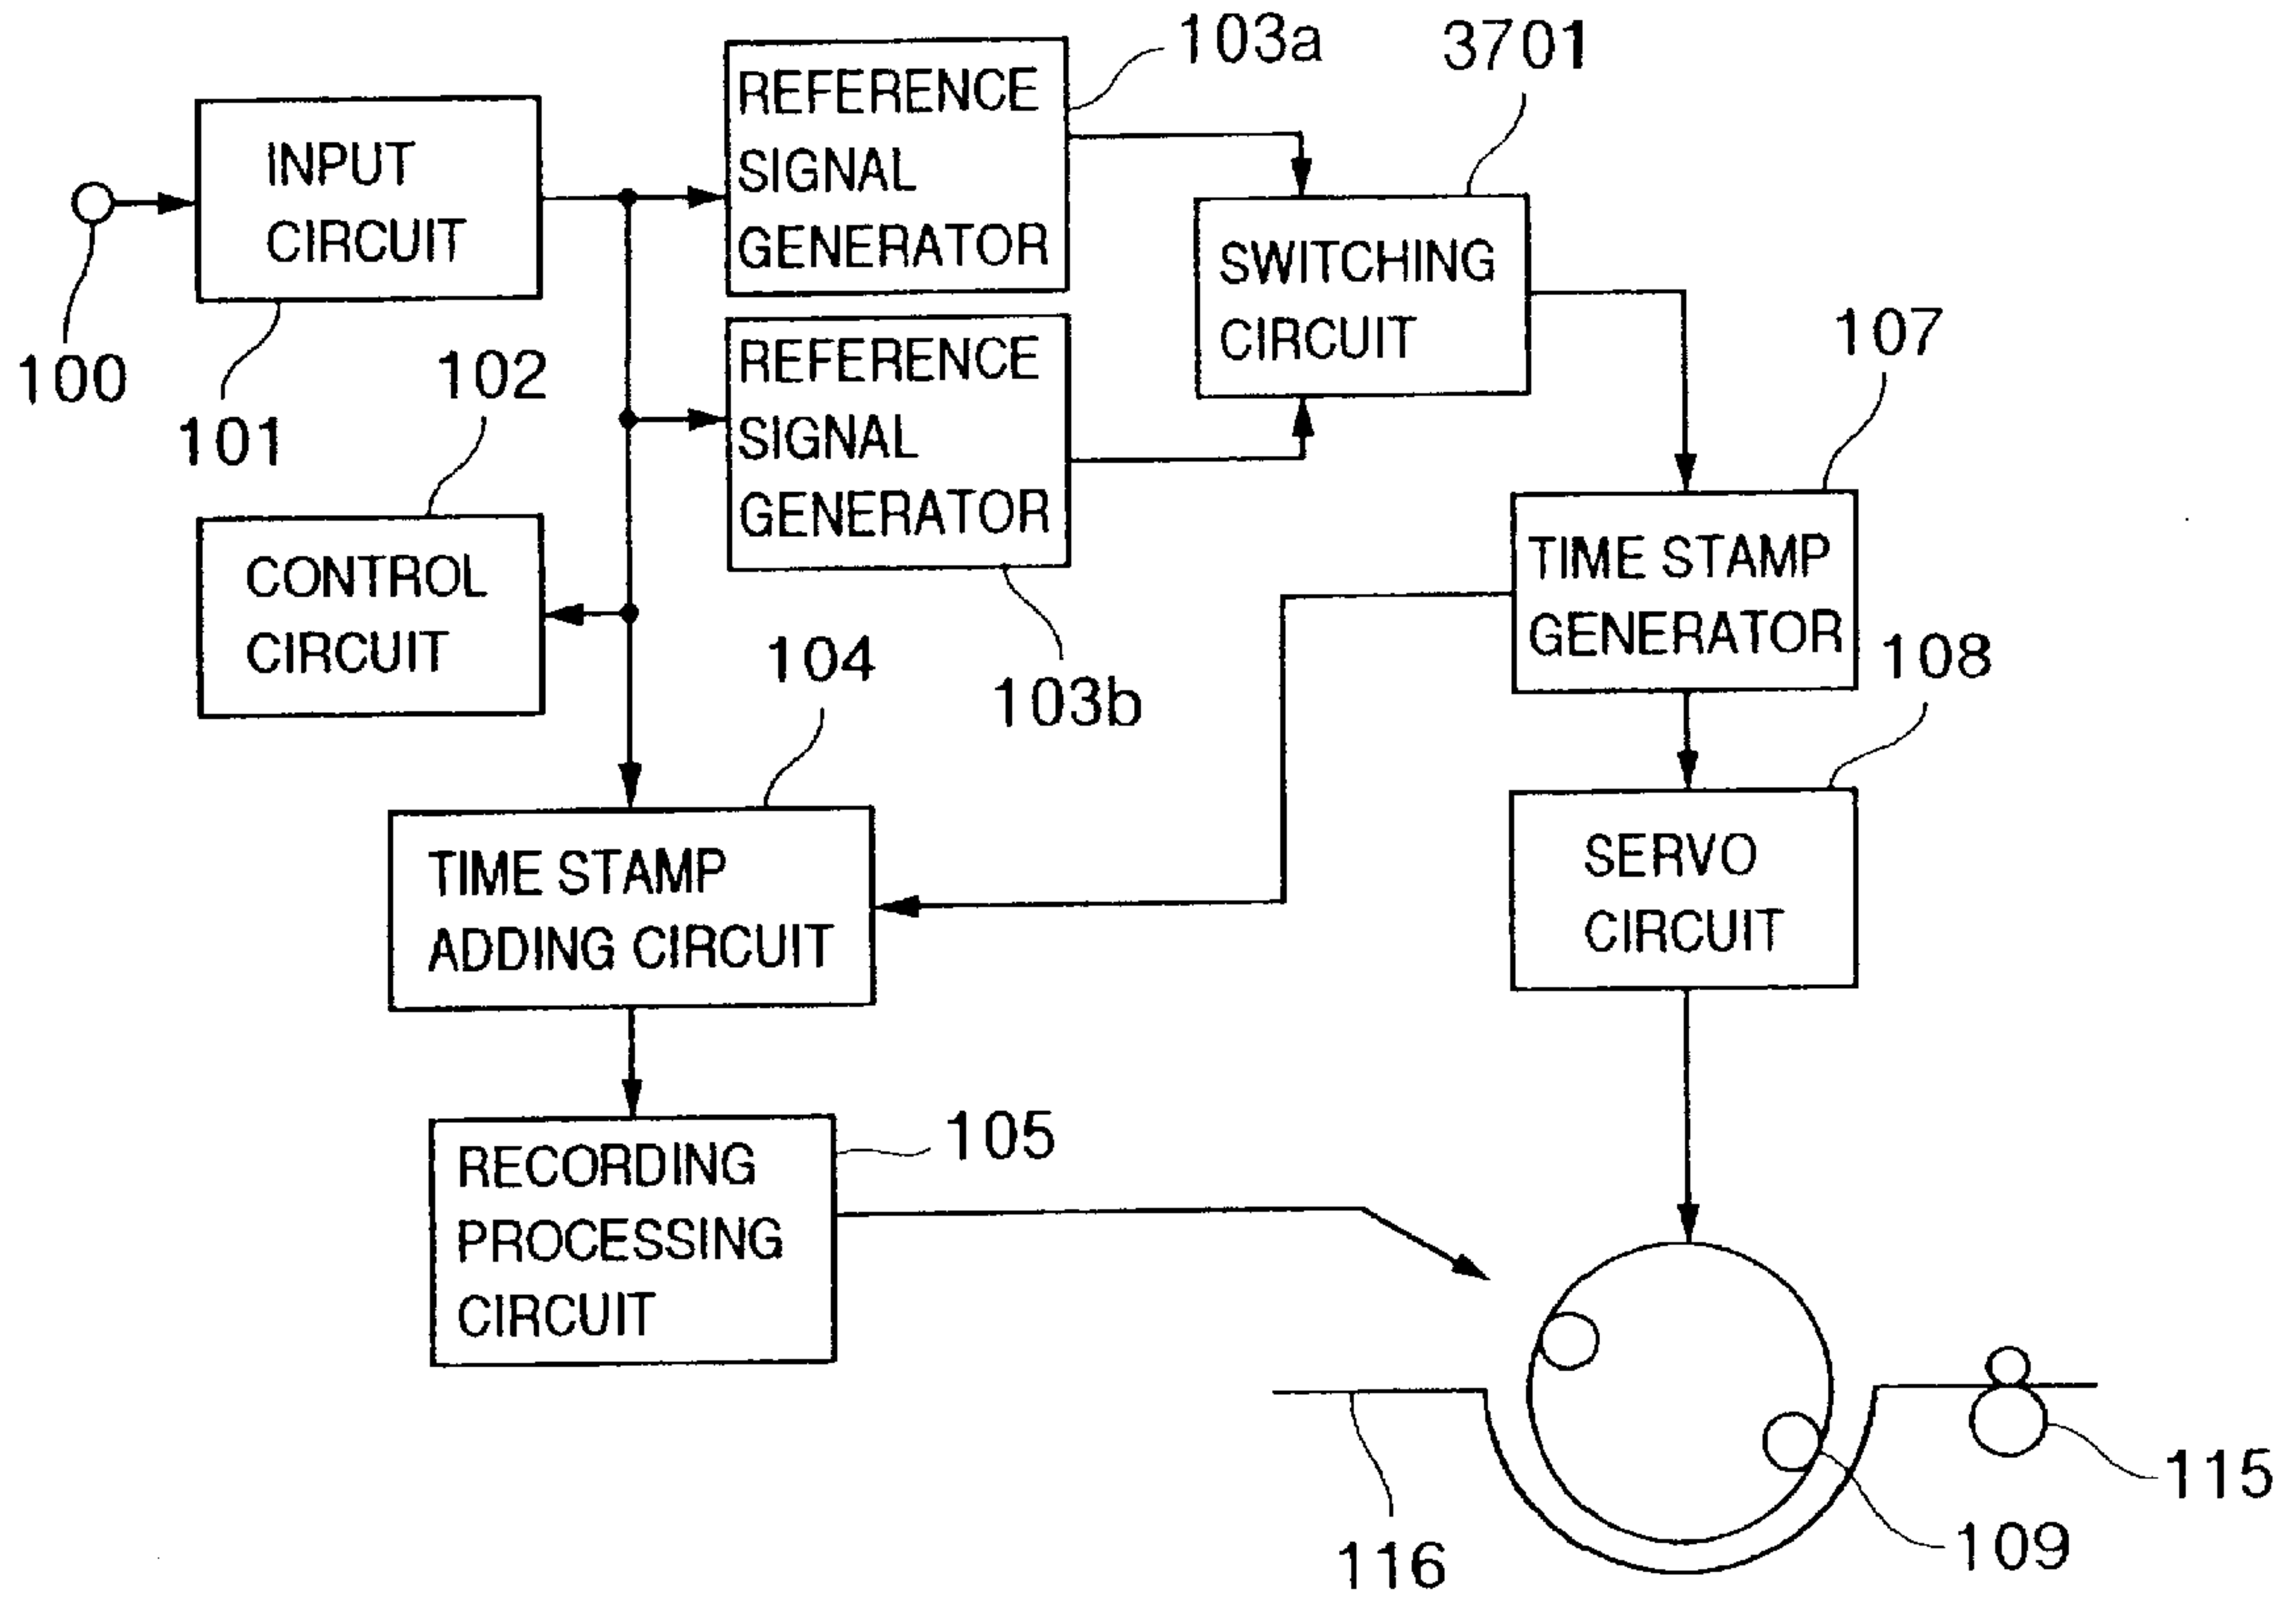 103a
3701
REFERENCE
SIGNAL
GENERATOR
INPUT
CIRCUIT
SWITCHING
CIRCUIT
100
101
102
REFERENCE
SIGNAL
GENERATOR
107
CONTROL
CIRCUIT
103b
TIME STAMP
GENERATOR
104
108
TIME STAMP
ADDING CIRCUIT
SERVO
CIRCUIT
RECORDING
PROCESSING
CIRCUIT
105
115
109
116